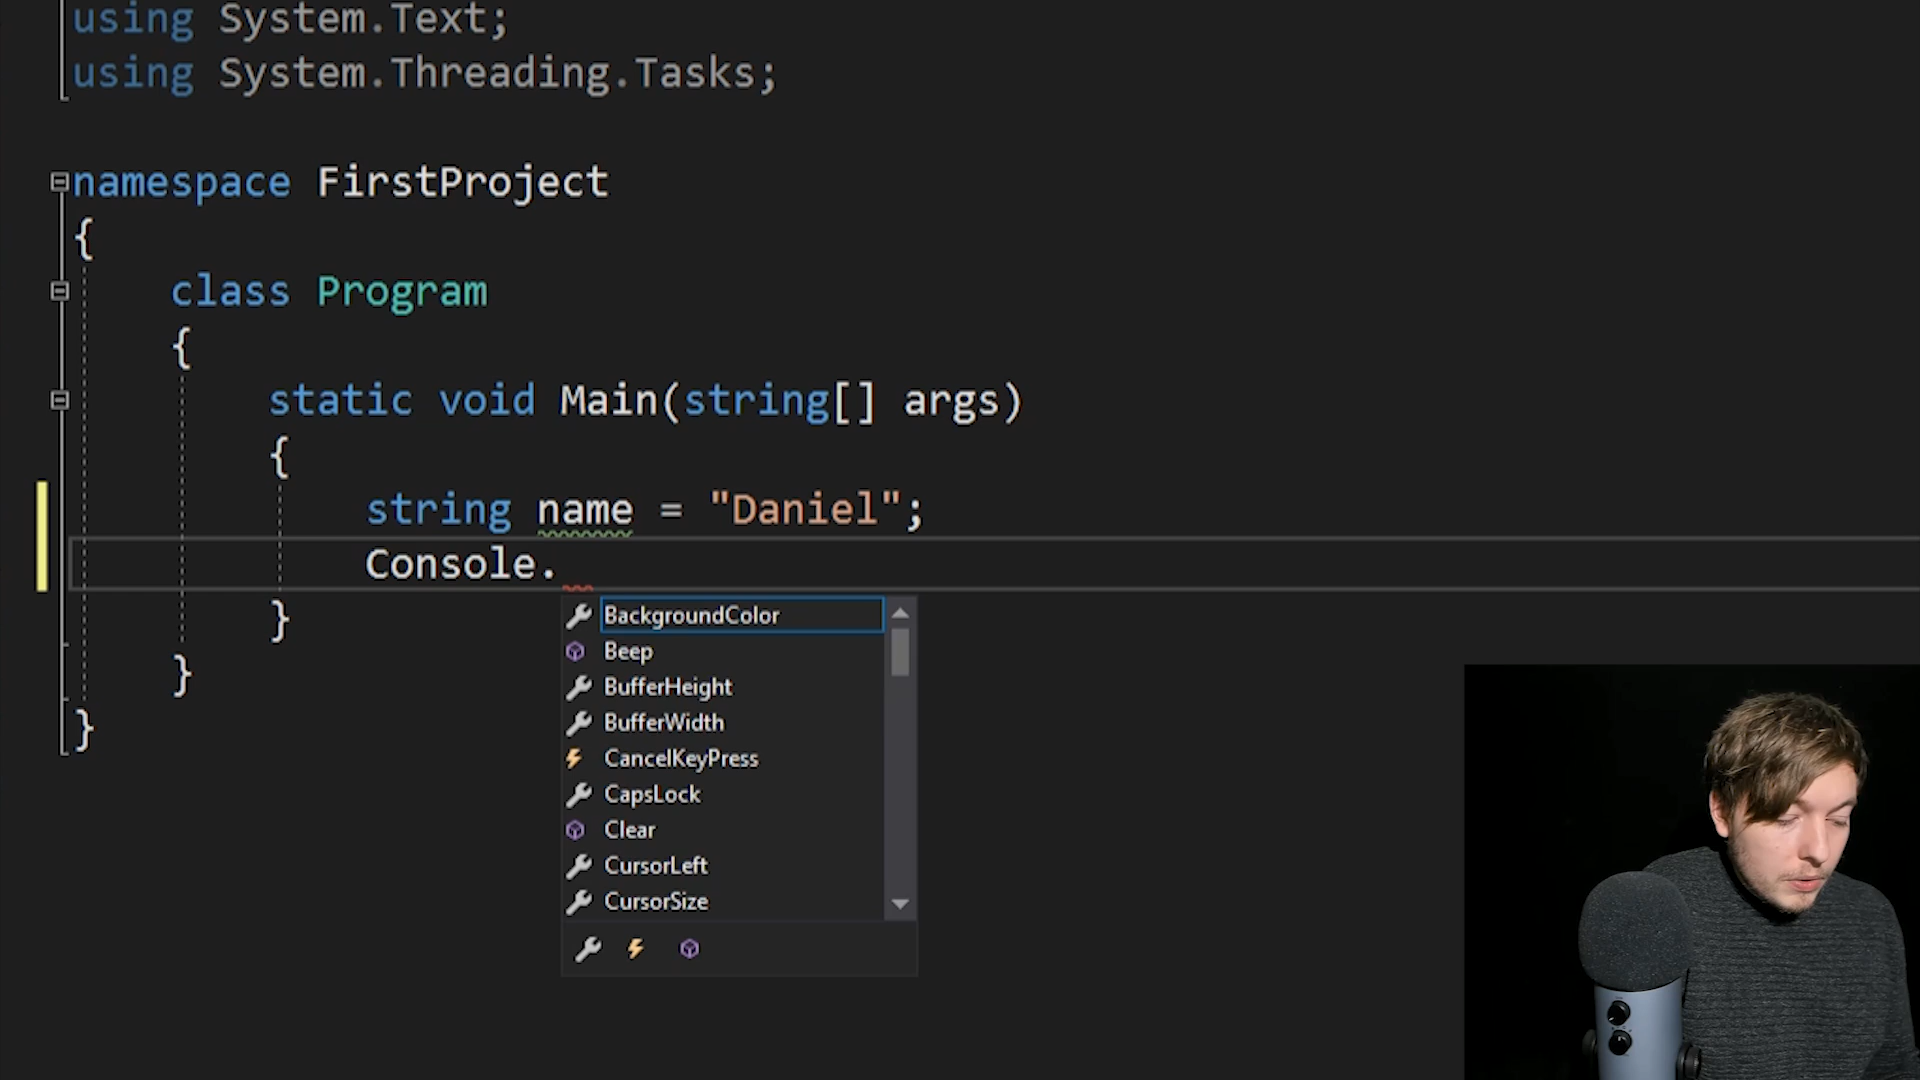 using System.Text;
using System.Threading.Tasks;
namespace FirstProject
{
class Program
{
static void Main(string[] args)
{
string name = "Daniel";
Console.
BackgroundColor
Beep
BufferHeight
BufferWidth
CancelKeyPress
CapsLock
Clear
CursorLeft
CursorSize
}
}
}